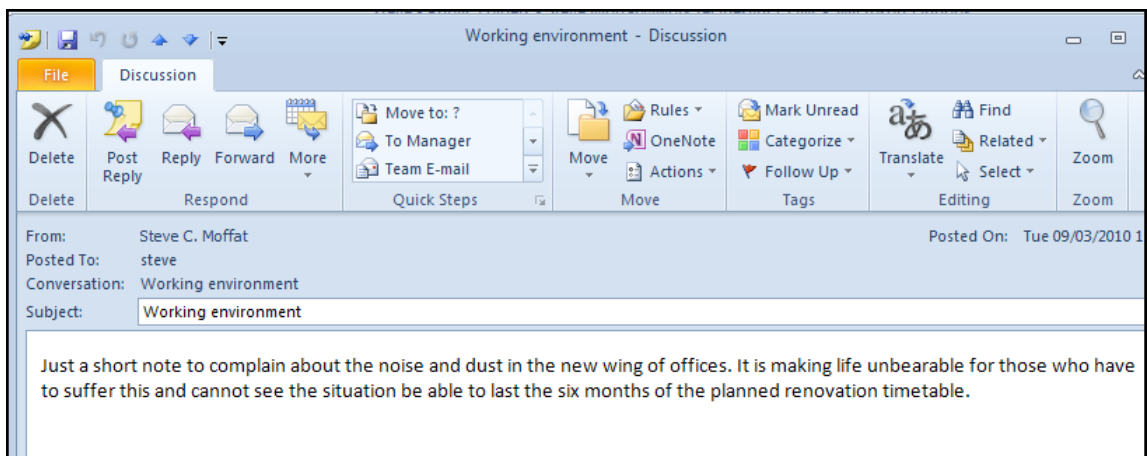 Working environment - Discussion
File Discussion
Move to: ? Rules Mark Unread Find
To Manager OneNote Categorize Related
Delete Post Reply Reply Forward More Team E-mail Move Actions Follow Up Translate Select Zoom
Delete Respond Quick Steps Move Tags Editing Zoom
From: Steve C. Moffat Posted On: Tue 09/03/2010 1
Posted To: steve
Conversation: Working environment
Subject: Working environment
Just a short note to complain about the noise and dust in the new wing of offices. It is making life unbearable for those who have
to suffer this and cannot see the situation be able to last the six months of the planned renovation timetable.